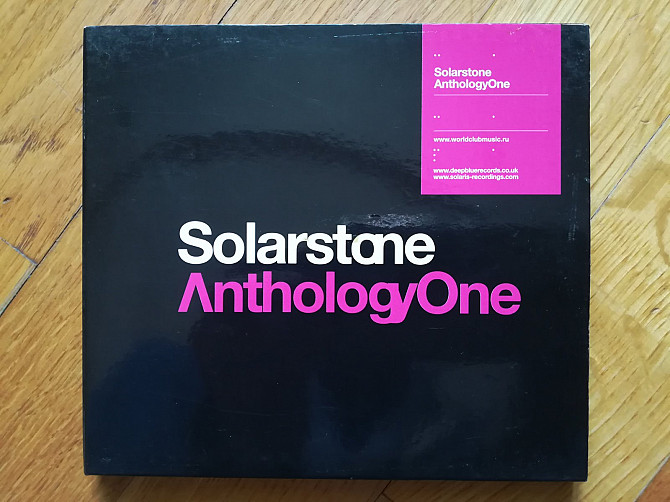 Solarstone
AnthologyOne
www.worldclubmusic.ru
www.deepbluerecords.co.uk
www.solaris-recordings.com
Solarstone
AnthologyOne